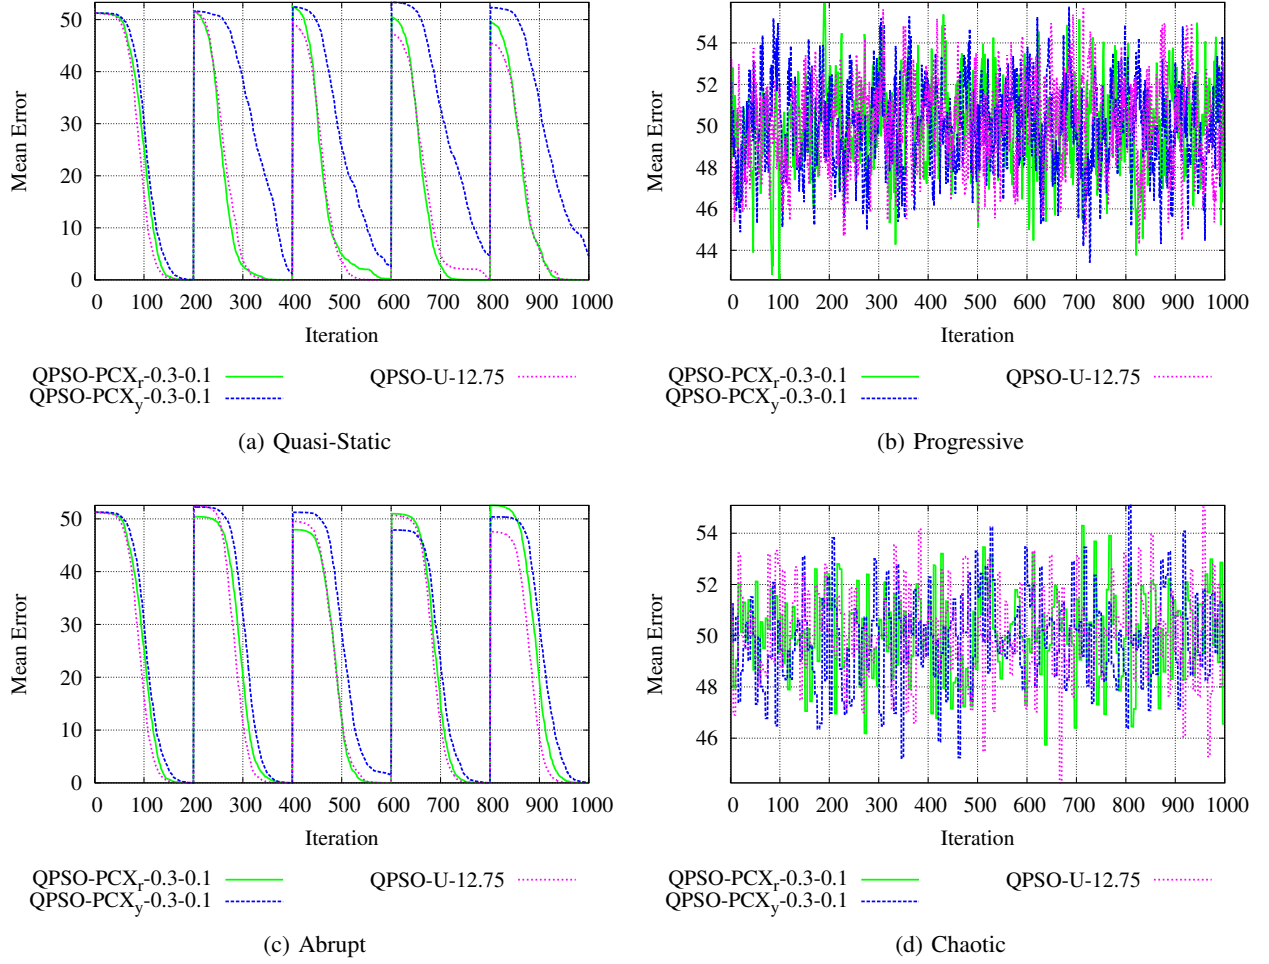 50
40
30
20
10
0
Mean Error
0 100 200 300 400 500 600 700 800 900 1000
Iteration
QPSO-PCXr-0.3-0.1
QPSO-PCXy-0.3-0.1
QPSO-U-12.75
(a) Quasi-Static
54
52
50
48
46
44
Mean Error
0 100 200 300 400 500 600 700 800 900 1000
Iteration
QPSO-PCXr-0.3-0.1
QPSO-PCXy-0.3-0.1
QPSO-U-12.75
(b) Progressive
50
40
30
20
10
0
Mean Error
0 100 200 300 400 500 600 700 800 900 1000
Iteration
QPSO-PCXr-0.3-0.1
QPSO-PCXy-0.3-0.1
QPSO-U-12.75
(c) Abrupt
54
52
50
48
46
Mean Error
0 100 200 300 400 500 600 700 800 900 1000
Iteration
QPSO-PCXr-0.3-0.1
QPSO-PCXy-0.3-0.1
QPSO-U-12.75
(d) Chaotic